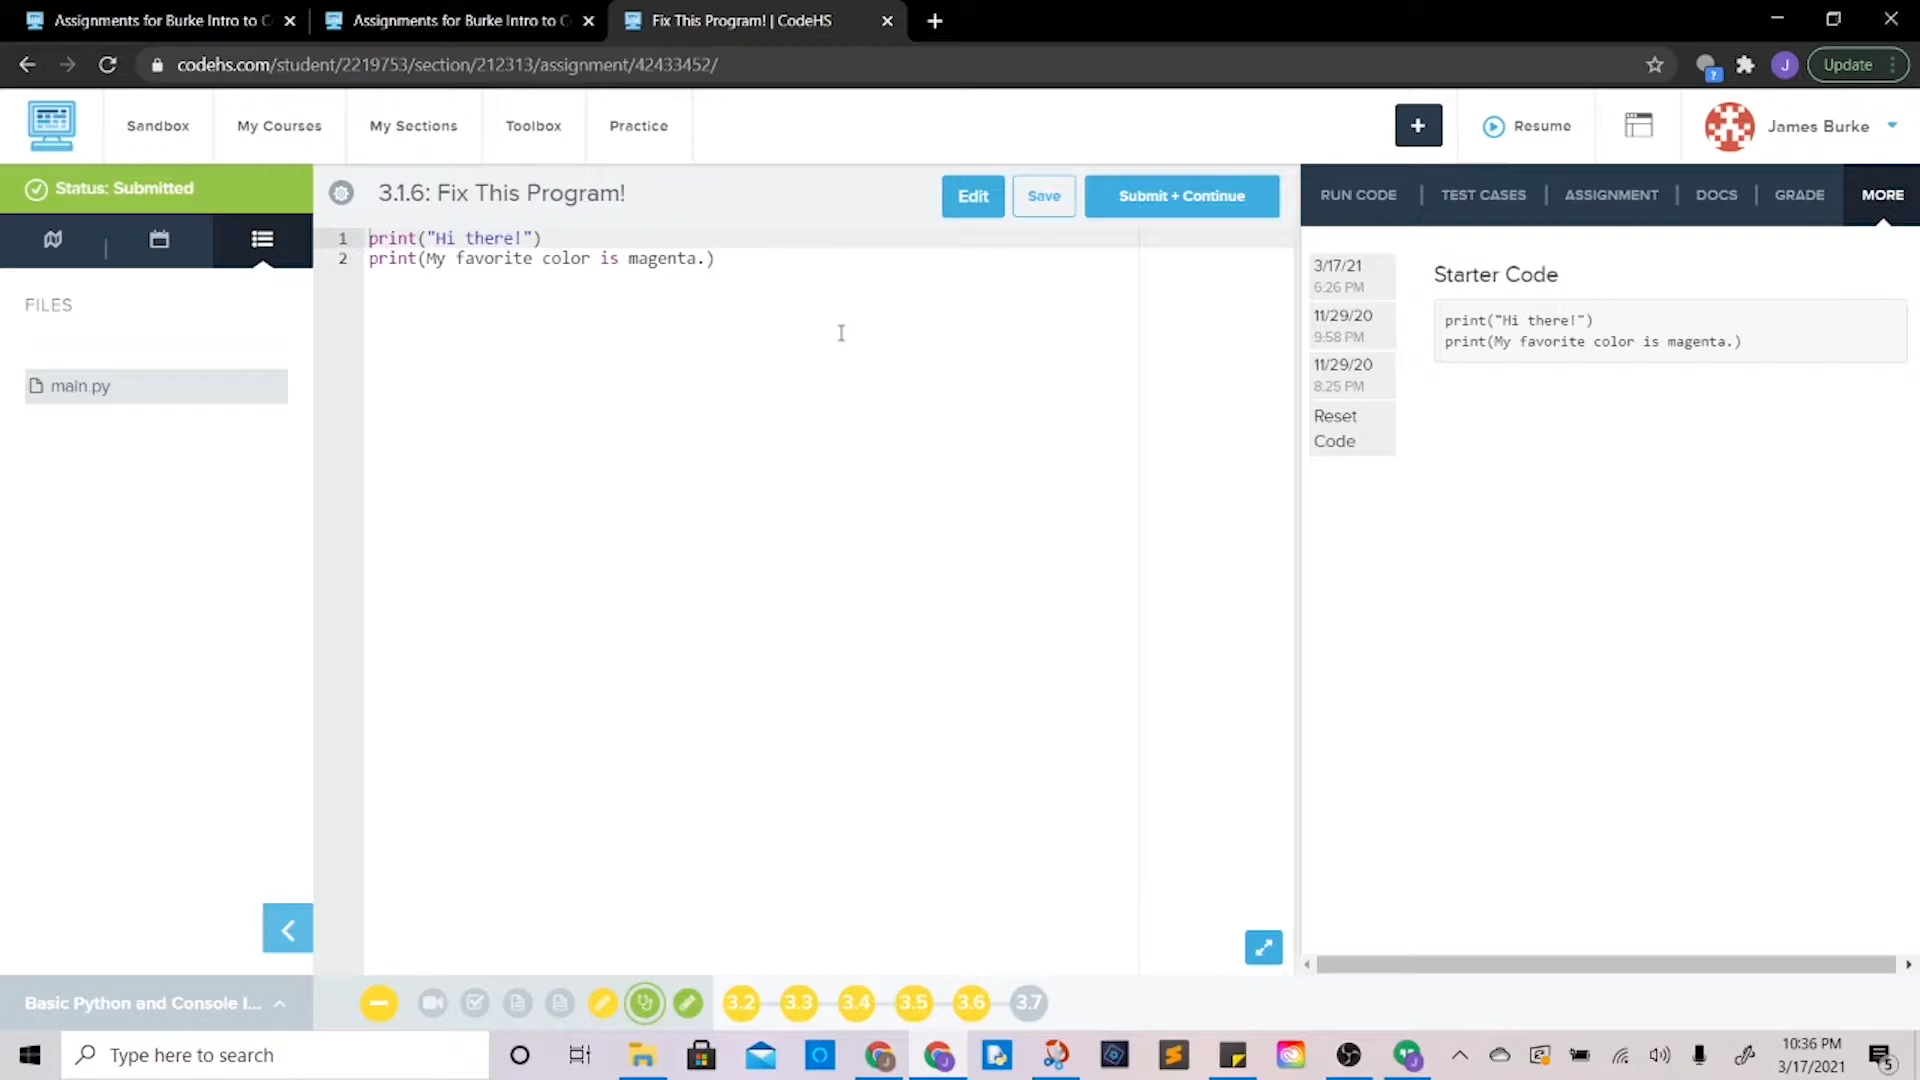 Assignments for Burke Intro to C
Assignments for Burke Intro to C
Fix This Program! | CodeHS
codehs.com/student/2219753/section/212313/assignment/42433452/
?
J
Update
Sandbox
My Courses
My Sections
Toolbox
Practice
+
Resume
James Burke
Status: Submitted
3.1.6: Fix This Program!
Edit
Save
Submit + Continue
RUN CODE
TEST CASES
ASSIGNMENT
DOCS
GRADE
MORE
FILES
main.py
1 print("Hi there!")
2 print(My favorite color is magenta.)
3/17/21
6:26 PM
11/29/20
9:58 PM
11/29/20
8:25 PM
Reset
Code
Starter Code
print("Hi there!")
print(My favorite color is magenta.)
Basic Python and Console I...
3.2
3.3
3.4
3.5
3.6
3.7
Type here to search
10:36 PM
3/17/2021
5